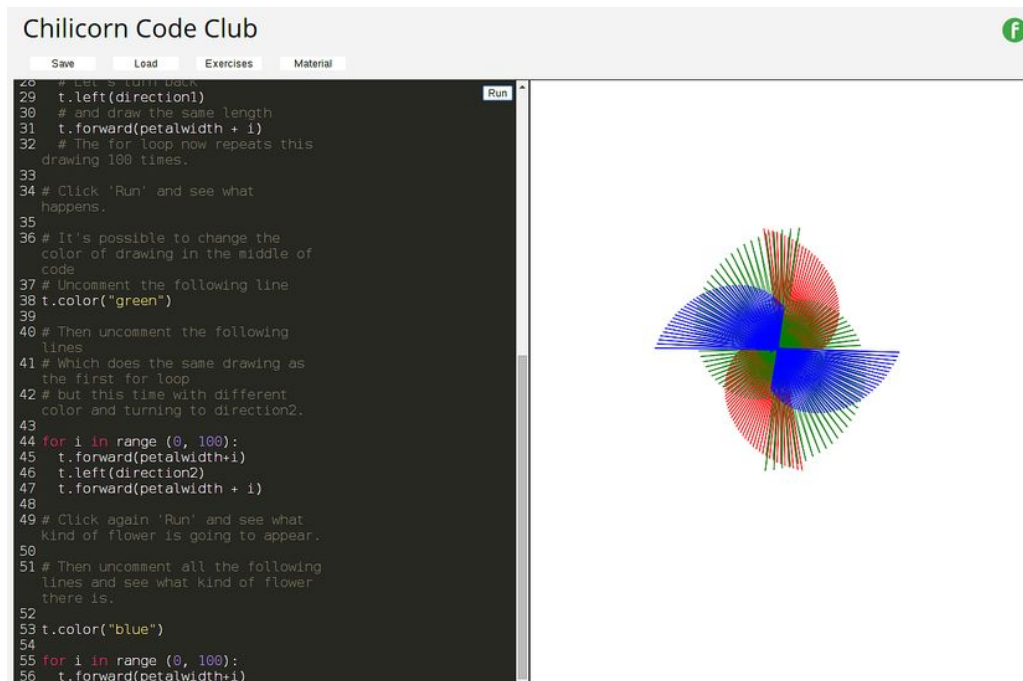 Chilicorn Code Club
f
Save Load Exercises Material
Run
28 # Let's turn back
29 t.left(direction1)
30 # and draw the same length
31 t.forward(petalwidth + i)
32 # The for loop now repeats this
drawing 100 times.
33
34 # Click 'Run' and see what
happens.
35
36 # It's possible to change the
color of drawing in the middle of
code
37 # Uncomment the following line
38 t.color("green")
39
40 # Then uncomment the following
lines
41 # Which does the same drawing as
the first for loop
42 # but this time with different
color and turning to direction2.
43
44 for i in range (0, 100):
45 t.forward(petalwidth+i)
46 t.left(direction2)
47 t.forward(petalwidth + i)
48
49 # Click again 'Run' and see what
kind of flower is going to appear.
50
51 # Then uncomment all the following
lines and see what kind of flower
there is.
52
53 t.color("blue")
54
55 for i in range (0, 100):
56 t.forward(petalwidth+i)